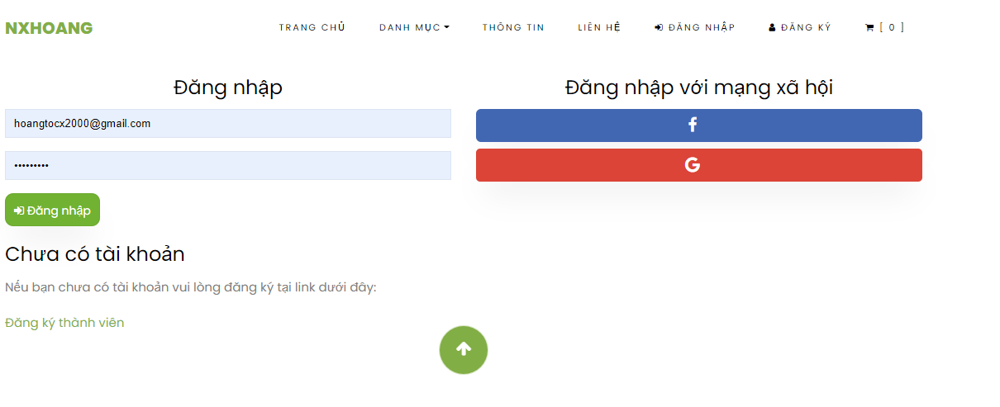 NXHOANG
TRANG CHỦ DANH MỤC THÔNG TIN LIÊN HỆ ĐĂNG NHẬP ĐĂNG KÝ [ 0 ]
Đăng nhập
hoangtocx2000@gmail.com
•••••••••
Đăng nhập
Đăng nhập với mạng xã hội
Chưa có tài khoản
Nếu bạn chưa có tài khoản vui lòng đăng ký tại link dưới đây:
Đăng ký thành viên